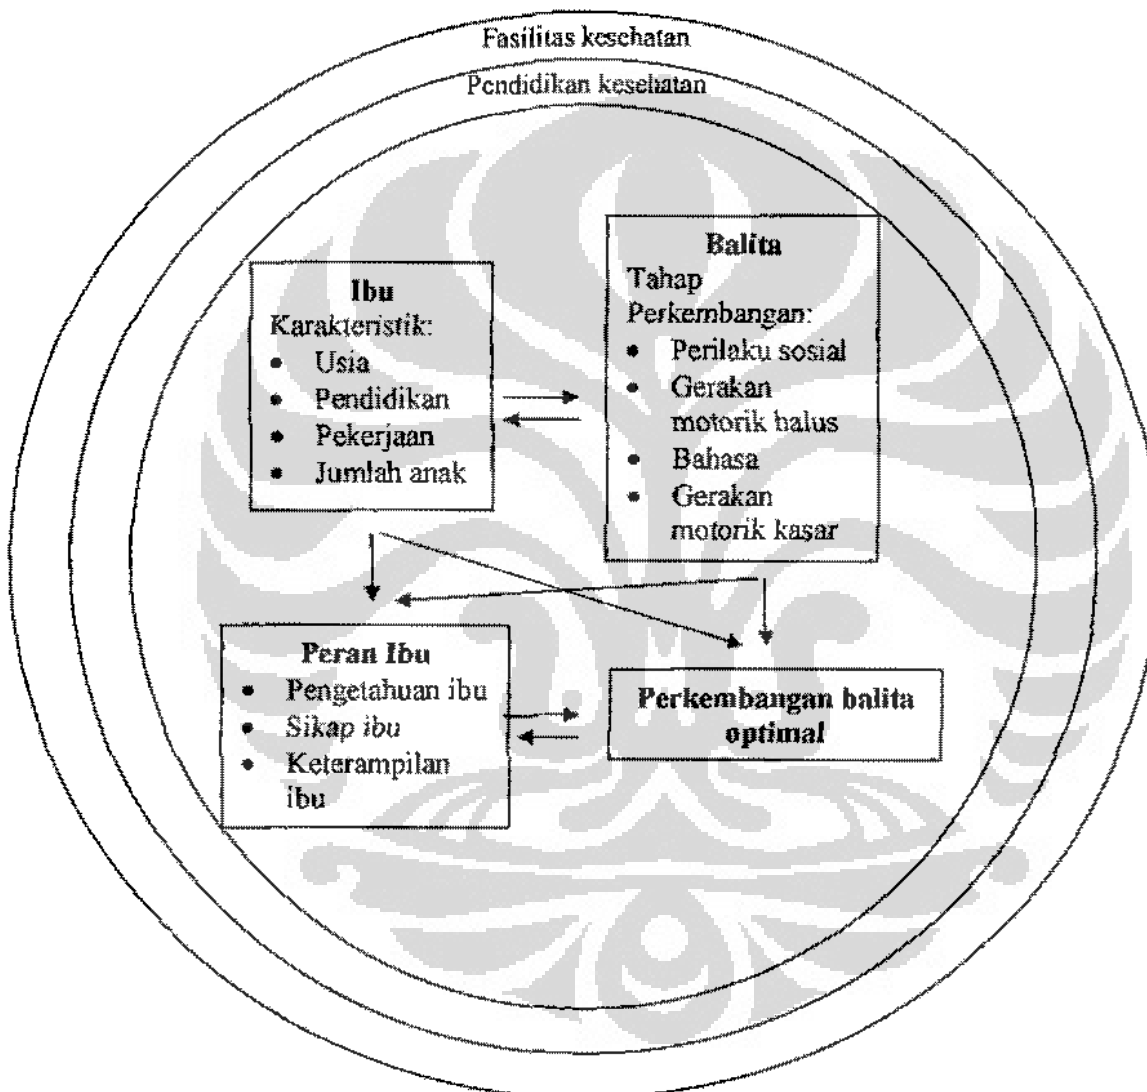 Fasilitas kesehatan
Pendidikan kesehatan
Ibu
Karakteristik:
• Usia
• Pendidikan
• Pekerjaan
• Jumlah anak
Balita
Tahap
Perkembangan:
• Perilaku sosial
• Gerakan
motorik halus
• Bahasa
• Gerakan
motorik kasar
Peran Ibu
• Pengetahuan ibu
• Sikap ibu
• Keterampilan
ibu
Perkembangan balita
optimal